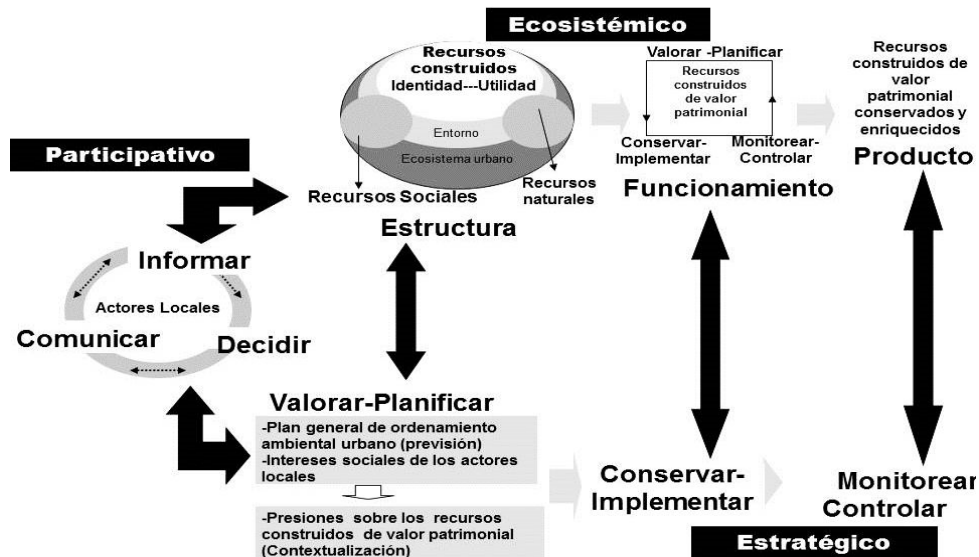 Ecosistémico
Recursos
construidos
Identidad---Utilidad
Entorno
Ecosistema urbano
Recursos Sociales
Recursos
naturales
Estructura
Valorar -Planificar
Recursos
construidos
de valor
patrimonial
Conservar-
Implementar
Monitorear-
Controlar
Funcionamiento
Recursos
construidos de
valor
patrimonial
conservados y
enriquecidos
Producto
Participativo
Informar
Actores Locales
Comunicar
Decidir
Valorar-Planificar
-Plan general de ordenamiento
ambiental urbano (previsión)
-Intereses sociales de los actores
locales
-Presiones sobre los recursos
construidos de valor patrimonial
(Contextualización)
Conservar-
Implementar
Monitorear
Controlar
Estratégico